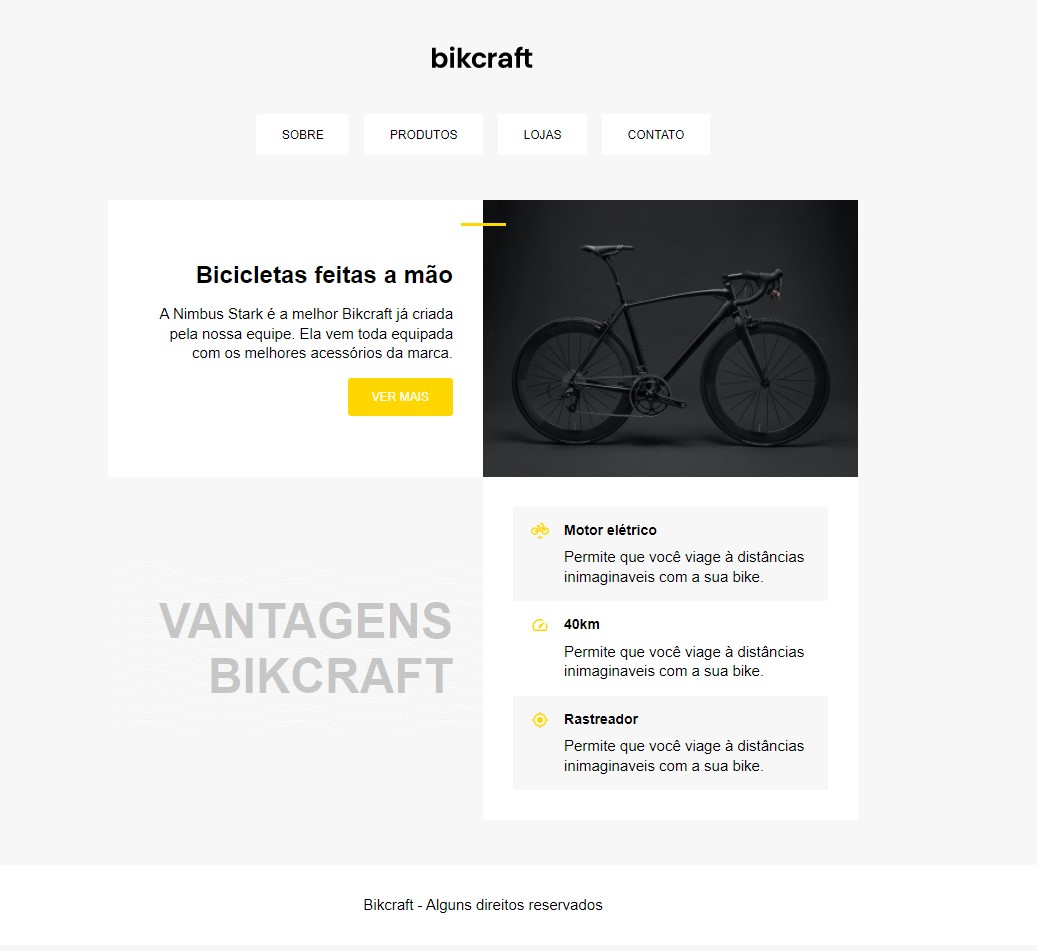 bikcraft
SOBRE
PRODUTOS
LOJAS
CONTATO
Bicicletas feitas a mão
A Nimbus Stark é a melhor Bikcraft já criada
pela nossa equipe. Ela vem toda equipada
com os melhores acessórios da marca.
VER MAIS
VANTAGENS
BIKCRAFT
Motor elétrico
Permite que você viage à distâncias
inimaginaveis com a sua bike.
40km
Permite que você viage à distâncias
inimaginaveis com a sua bike.
Rastreador
Permite que você viage à distâncias
inimaginaveis com a sua bike.
Bikcraft - Alguns direitos reservados